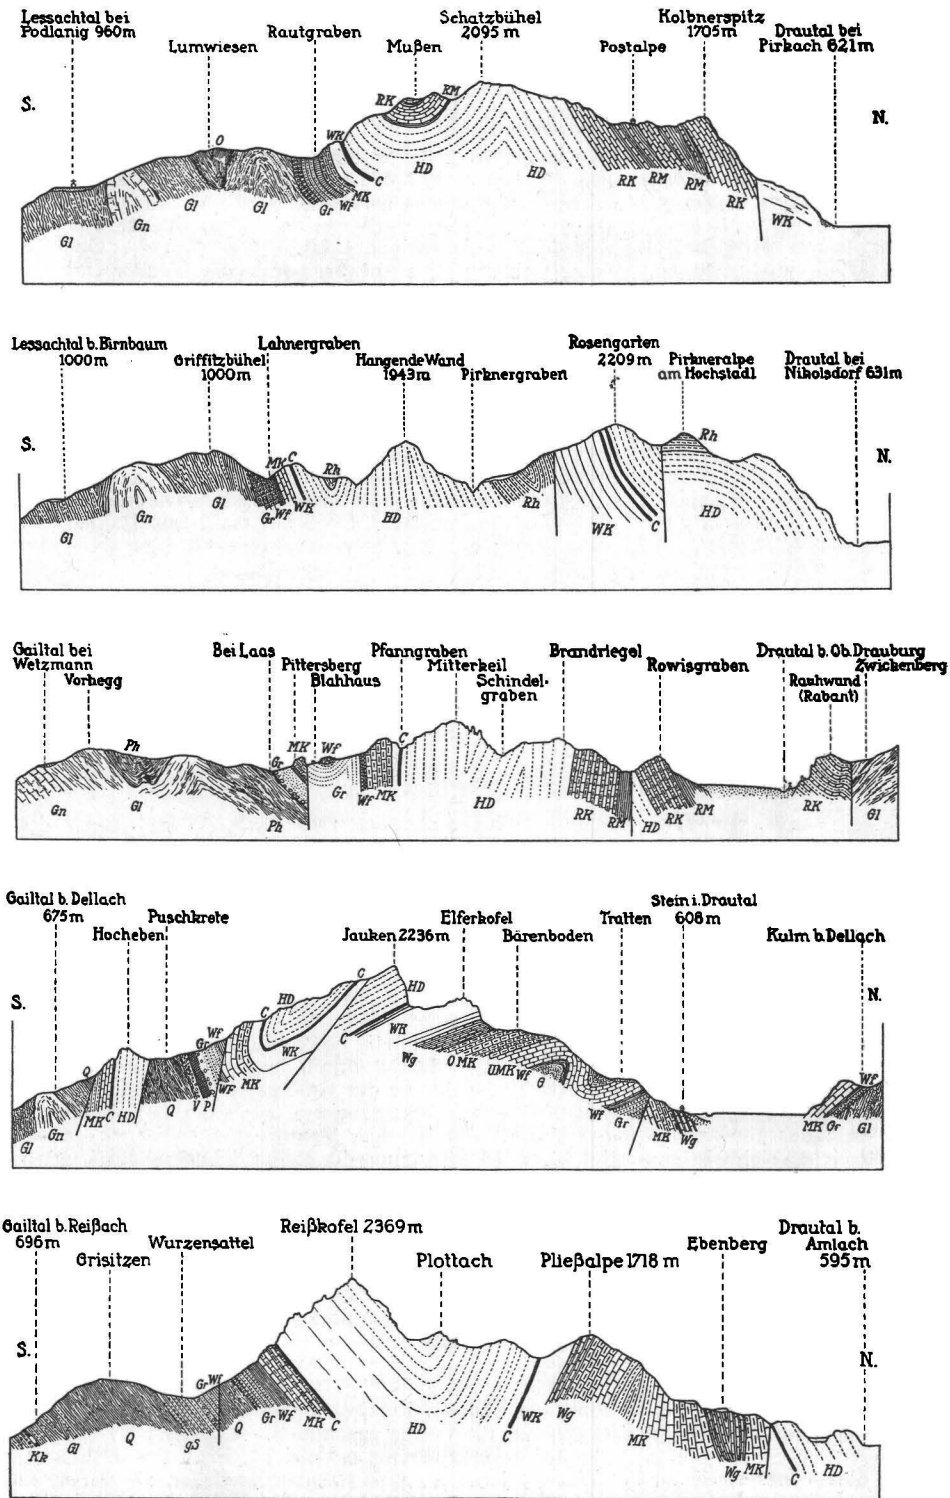 Lessachtal bei
Podlanig 960m
Lumwiesen
Rautgraben
Mußen
Schatzbühel
2095 m
Postalpe
Kolbnerspitz
1705m
Drautal bei
Pirkach 621m
S.
N.
O
WK
RK
RM
Gl
Gn
Gl
Gl
Gr
Wf
MK
C
HD
HD
RK
RM
RM
RK
WK
Lessachtal b. Birnbaum
1000m
Griffitzbühel
1000m
Lahnergraben
Hangende Wand
1943m
Pirknergraben
Rosengarten
2209m
Pirkneralpe
am Hochstadl
Drautal bei
Nikolsdorf 631m
S.
N.
MK
C
Rh
Rh
Gl
Gn
Gl
Gr
Wf
WK
HD
Rh
WK
C
HD
Gailtal bei
Wetzmann
Vorhegg
Bei Laas
Pittersberg
Blahhaus
Pfanngraben
Mitterkeil
Schindel-
graben
Brandriegel
Rowisgraben
Drautal b. Ob. Drauburg
Zwickenberg
Rauhwand
(Rabant)
Ph
Gr
MK
Wf
C
Gn
Gl
Ph
Gr
Wf
MK
HD
RK
RM
HD
RK
RM
RK
Gl
Gailtal b. Dellach
675m
Hocheben
Puschkrete
Jauken 2236m
Elferkofel
Bärenboden
Tratten
Stein i. Drautal
608m
Kulm b. Dellach
S.
N.
Q
Gr
Wf
C
HD
C
HD
Gl
Gn
MK
C
HD
Q
V
P
WF
MK
WK
C
WK
Wg
O MK
UMK
Wf
G
Wf
Gr
MK
Wg
Wf
MK
Gr
Gl
Gailtal b. Reißach
696m
Grisitzen
Wurzensattel
Reißkofel 2369m
Plottach
Pließalpe 1718 m
Ebenberg
Drautal b.
Amlach
595m
S.
N.
Gr
Wf
Kk
Gl
Q
gS
Q
Gr
Wf
MK
C
HD
C
WK
Wg
MK
Wg
MK
C
HD